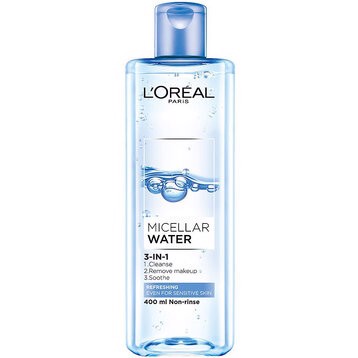 L'ORÉAL
PARIS
MICELLAR
WATER
3-IN-1
1.Cleanse
2.Remove makeup
3.Soothe
REFRESHING
EVEN FOR SENSITIVE SKIN
400 ml Non-rinse